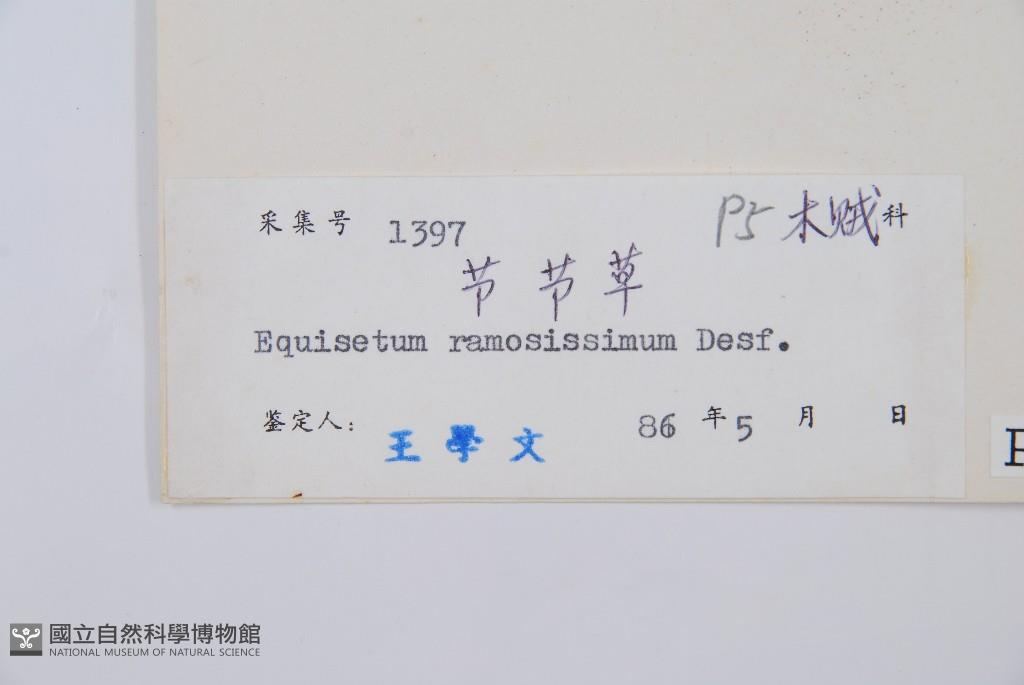 采集号 1397 P5 木贼科
节节草
Equisetum ramosissimum Desf.
鉴定人: 王學文 86年5月 日
國立自然科學博物館
NATIONAL MUSEUM OF NATURAL SCIENCE